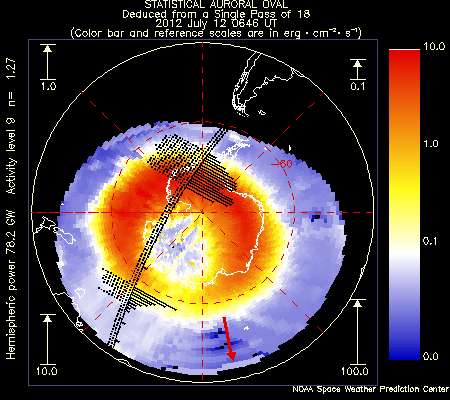 STATISTICAL AURORAL OVAL
Deduced from a Single Pass of 18
2012 July 12 0646 UT
(Color bar and reference scales are in erg·cm⁻²·s⁻¹)
10.0
1.0
0.1
1.0
-60
0.1
10.0
100.0
0.0
Hemispheric power 78.2 GW Activity level 9 n= 1.27
NOAA Space Weather Prediction Center